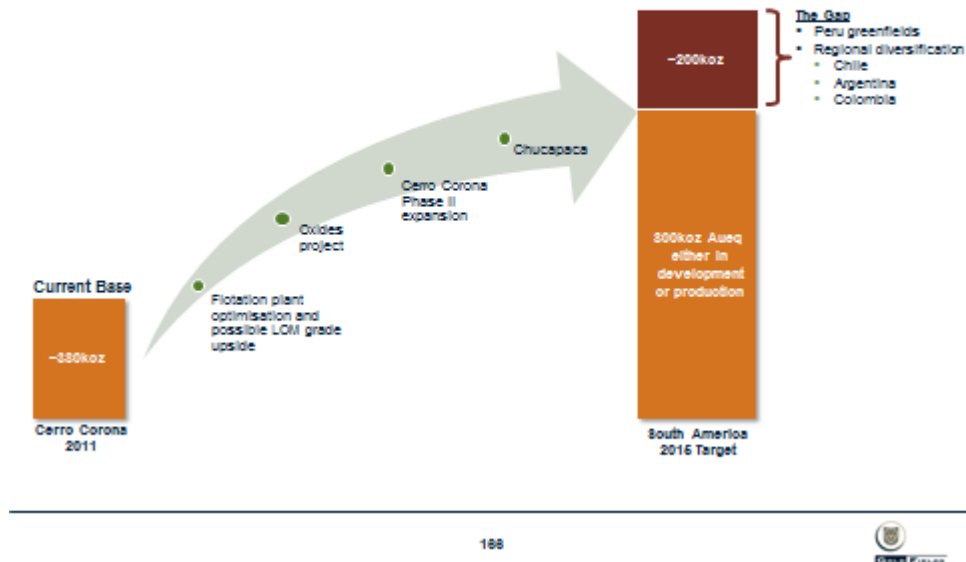 The Gap
• Peru greenfields
• Regional diversification
• Chile
• Argentina
• Colombia
~200koz
Chucapaca
Cerro Corona
Phase II
expansion
Oxides
project
800koz Aueq
either in
development
or production
Current Base
Flotation plant
optimisation and
possible LOM grade
upside
~380koz
Cerro Corona
2011
South America
2015 Target